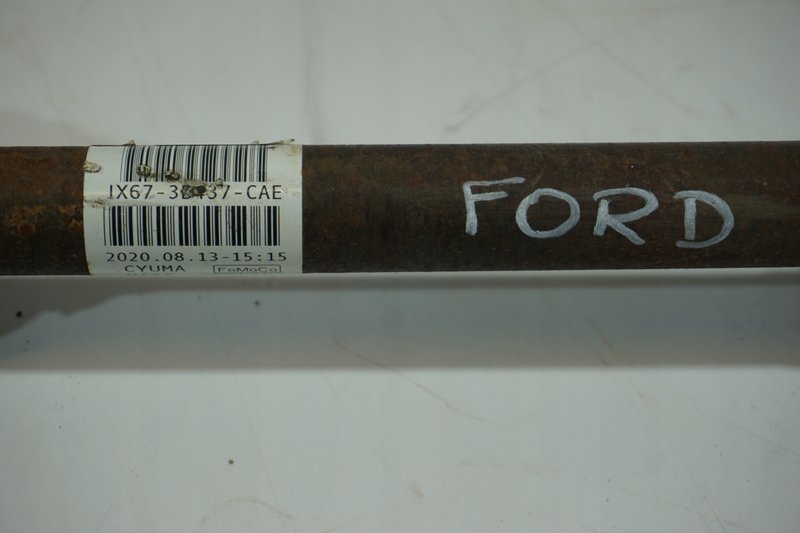 JX67-3B437-CAE
2020.08.13-15:15
CYUMA FoMoCo
FORD